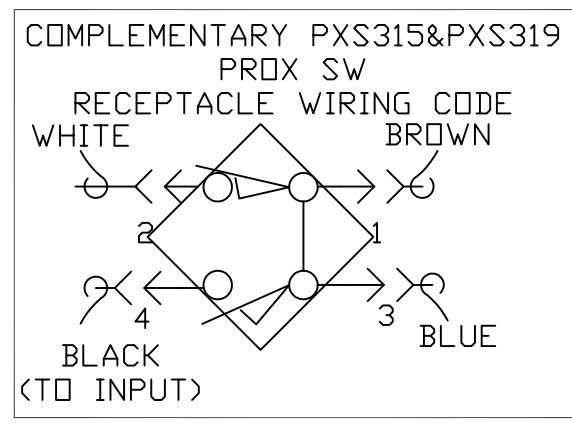 COMPLEMENTARY PXS315&PXS319
PROX SW
RECEPTACLE WIRING CODE
WHITE
BROWN
2
1
4
3
BLUE
BLACK
(TO INPUT)